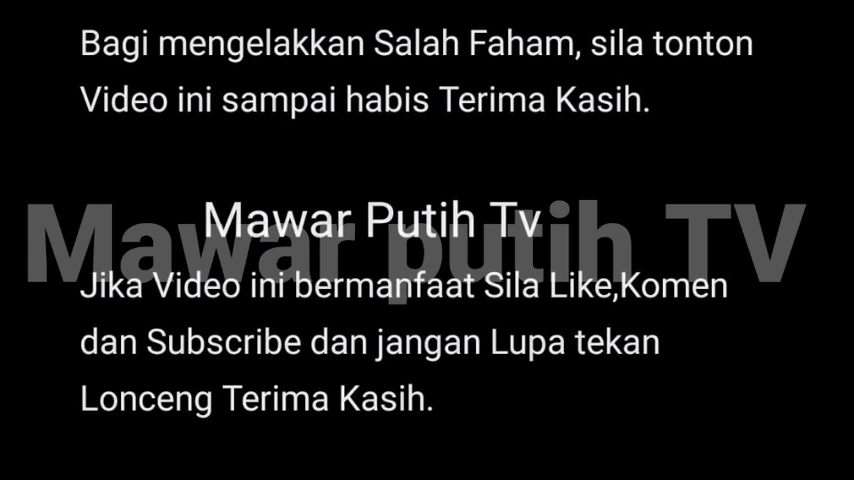 Bagi mengelakkan Salah Faham, sila tonton
Video ini sampai habis Terima Kasih.
Mawar Putih Tv
Mawar putih TV
Jika Video ini bermanfaat Sila Like,Komen
dan Subscribe dan jangan Lupa tekan
Lonceng Terima Kasih.